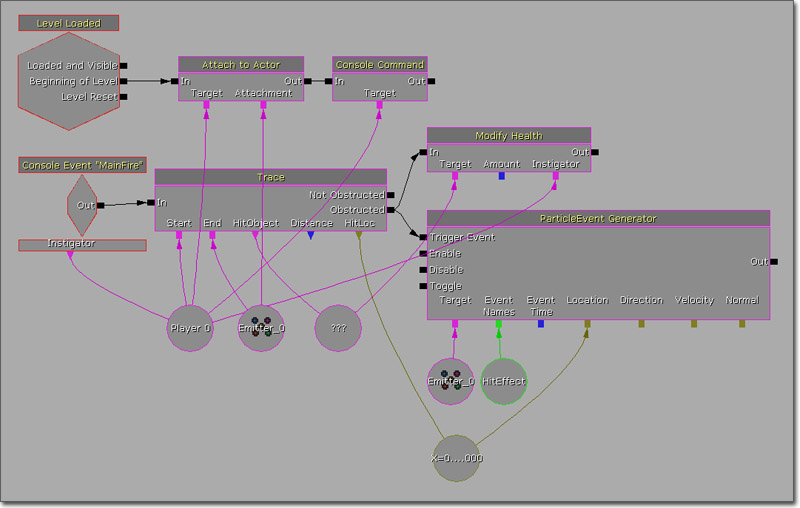 Level Loaded
Loaded and Visible
Beginning of Level
Level Reset
Attach to Actor
In
Out
Target
Attachment
Console Command
In
Out
Target
Console Event "MainFire"
Out
Instigator
Trace
In
Not Obstructed
Obstructed
Start
End
HitObject
Distance
HitLoc
Modify Health
In
Out
Target
Amount
Instigator
ParticleEvent Generator
Trigger Event
Enable
Disable
Toggle
Out
Target
Event Names
Event Time
Location
Direction
Velocity
Normal
Player 0
Emitter_0
???
Emitter_0
HitEffect
X=0....000